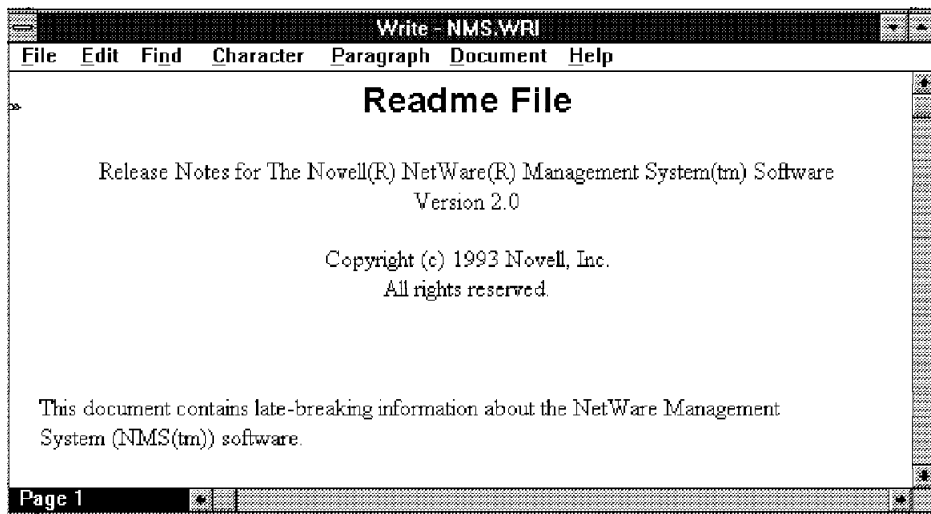 Write - NMS.WRI
File Edit Find Character Paragraph Document Help
Readme File
Release Notes for The Novell(R) NetWare(R) Management System(tm) Software
Version 2.0
Copyright (c) 1993 Novell, Inc.
All rights reserved.
This document contains late-breaking information about the NetWare Management
System (NMS(tm)) software.
Page 1